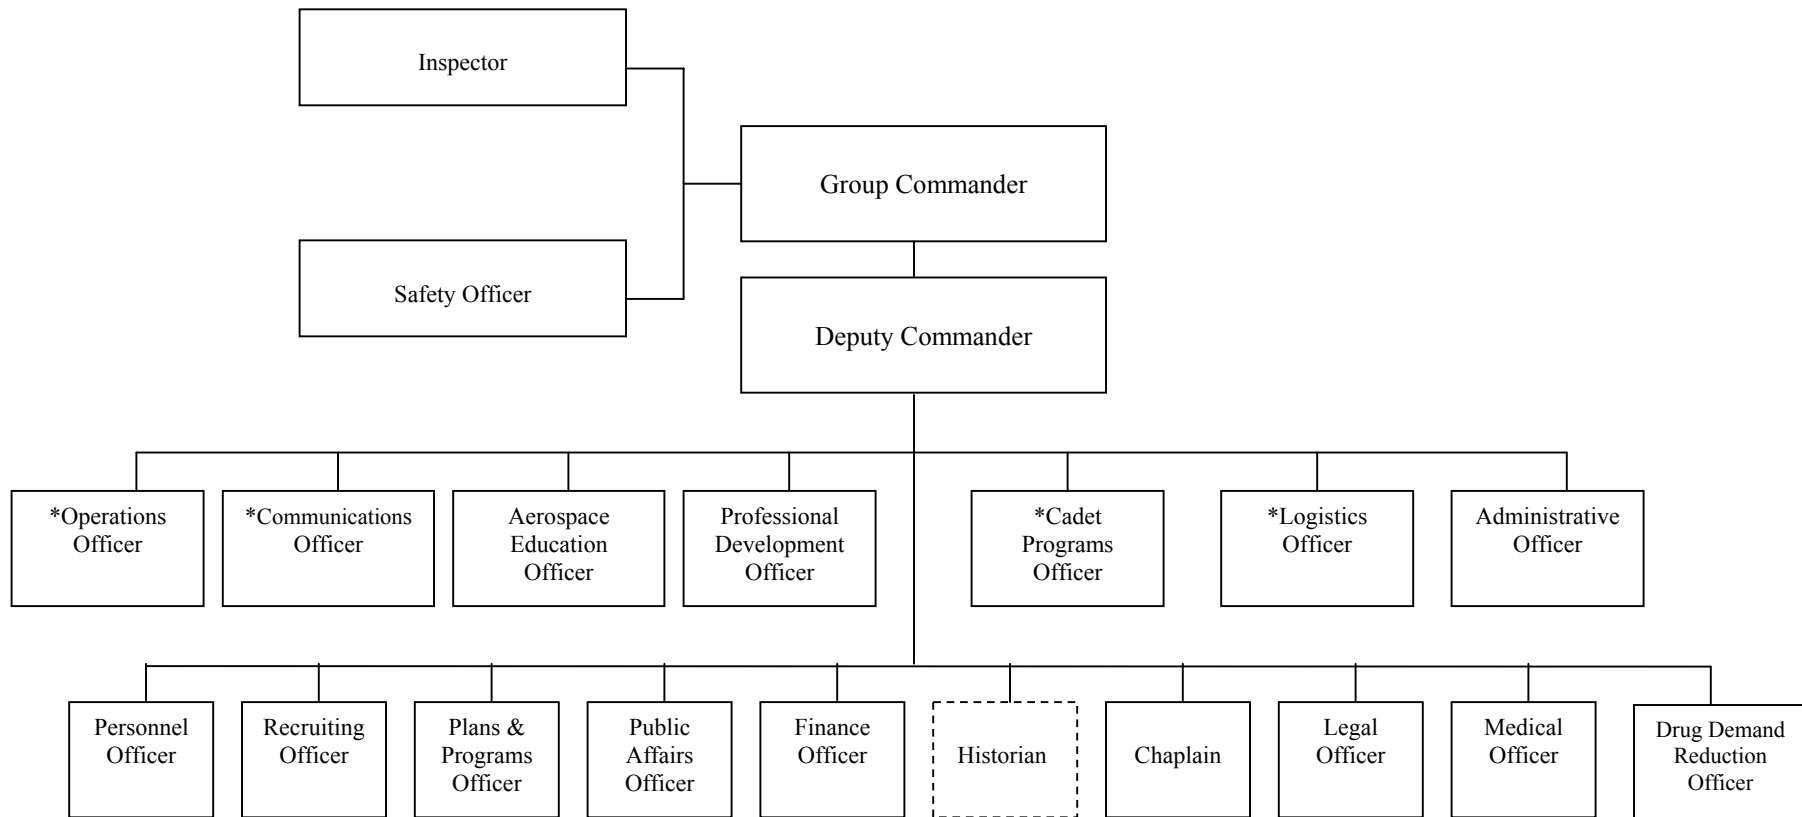 Inspector
Group Commander
Safety Officer
Deputy Commander
*Operations
Officer
*Communications
Officer
Aerospace
Education
Officer
Professional
Development
Officer
*Cadet
Programs
Officer
*Logistics
Officer
Administrative
Officer
Personnel
Officer
Recruiting
Officer
Plans &
Programs
Officer
Public
Affairs
Officer
Finance
Officer
Historian
Chaplain
Legal
Officer
Medical
Officer
Drug Demand
Reduction
Officer